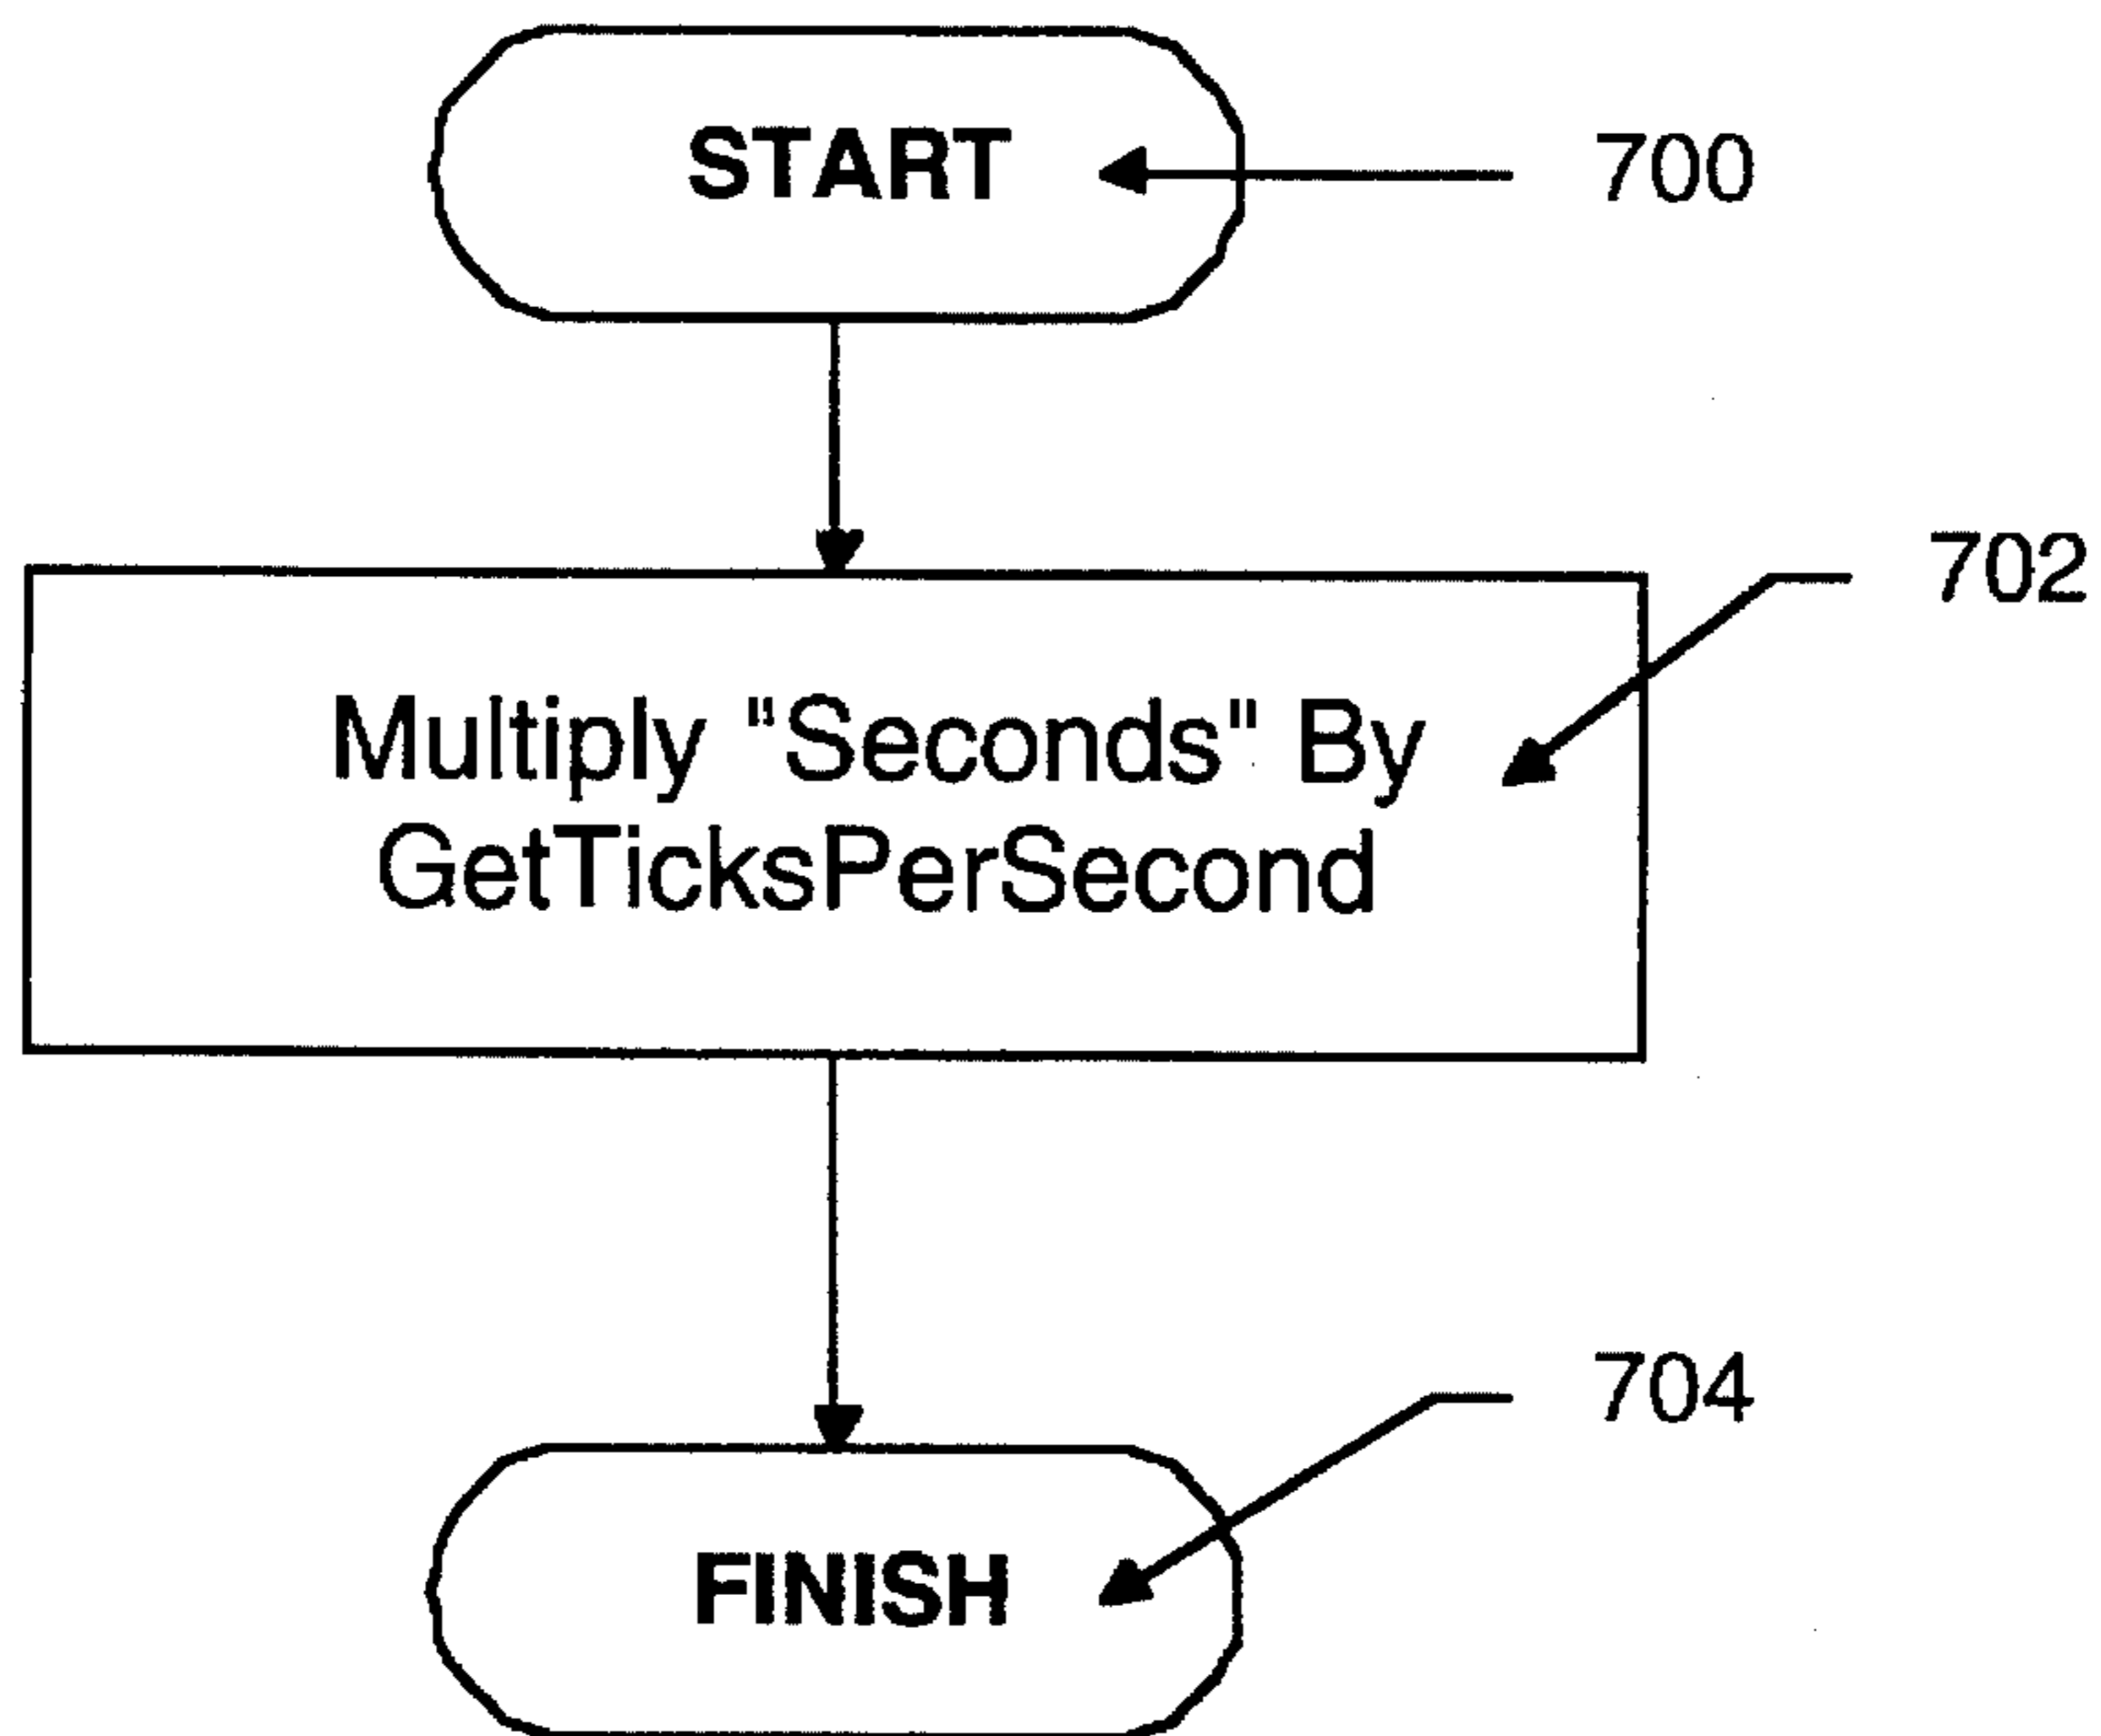 START
700
702
Multiply "Seconds" By
GetTicksPerSecond
704
FINISH